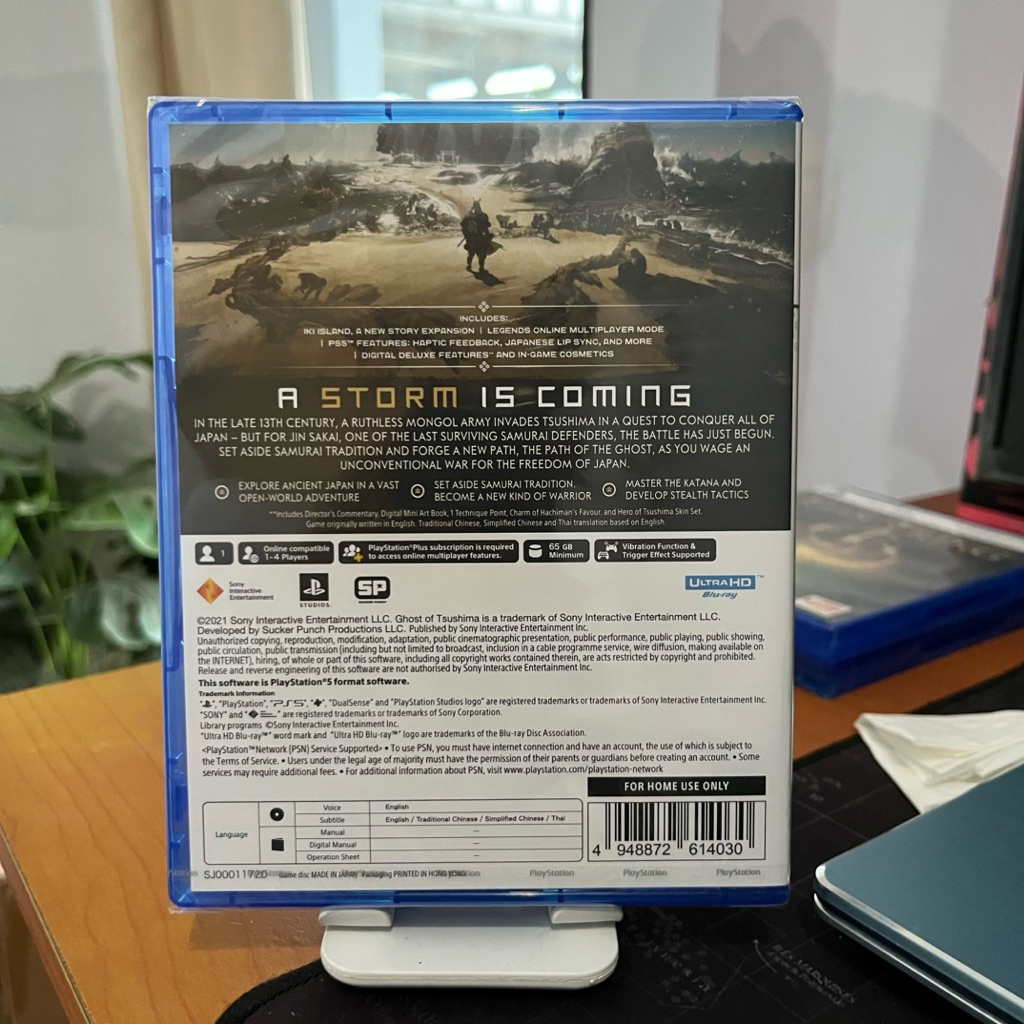 INCLUDES:
IKI ISLAND, A NEW STORY EXPANSION | LEGENDS ONLINE MULTIPLAYER MODE
| PS5™ FEATURES: HAPTIC FEEDBACK, JAPANESE LIP SYNC, AND MORE
| DIGITAL DELUXE FEATURES** AND IN-GAME COSMETICS
A STORM IS COMING
IN THE LATE 13TH CENTURY, A RUTHLESS MONGOL ARMY INVADES TSUSHIMA IN A QUEST TO CONQUER ALL OF
JAPAN – BUT FOR JIN SAKAI, ONE OF THE LAST SURVIVING SAMURAI DEFENDERS, THE BATTLE HAS JUST BEGUN.
SET ASIDE SAMURAI TRADITION AND FORGE A NEW PATH, THE PATH OF THE GHOST, AS YOU WAGE AN
UNCONVENTIONAL WAR FOR THE FREEDOM OF JAPAN.
EXPLORE ANCIENT JAPAN IN A VAST
OPEN-WORLD ADVENTURE
SET ASIDE SAMURAI TRADITION.
BECOME A NEW KIND OF WARRIOR
MASTER THE KATANA AND
DEVELOP STEALTH TACTICS
**Includes Director's Commentary, Digital Mini Art Book, 1 Technique Point, Charm of Hachiman's Favour, and Hero of Tsushima Skin Set.
Game originally written in English. Traditional Chinese, Simplified Chinese and Thai translation based on English.
1
Online compatible
1-4 Players
PlayStation®Plus subscription is required
to access online multiplayer features.
65 GB
Minimum
Vibration Function &
Trigger Effect Supported
Sony
Interactive
Entertainment
STUDIOS
SP
ULTRA HD™
Blu-ray
©2021 Sony Interactive Entertainment LLC. Ghost of Tsushima is a trademark of Sony Interactive Entertainment LLC.
Developed by Sucker Punch Productions LLC. Published by Sony Interactive Entertainment Inc.
Unauthorized copying, reproduction, modification, adaptation, public cinematographic presentation, public performance, public playing, public showing,
public circulation, public transmission (including but not limited to broadcast, inclusion in a cable programme service, wire diffusion, making available on
the INTERNET), hiring, of whole or part of this software, including all copyright works contained therein, are acts restricted by copyright and prohibited.
Release and reverse engineering of this software are not authorised by Sony Interactive Entertainment Inc.
This software is PlayStation®5 format software.
Trademark Information
" ", "PlayStation", "PS5", " ", "DualSense" and "PlayStation Studios logo" are registered trademarks or trademarks of Sony Interactive Entertainment Inc.
"SONY" and " " are registered trademarks or trademarks of Sony Corporation.
Library programs ©Sony Interactive Entertainment Inc.
"Ultra HD Blu-ray™" word mark and "Ultra HD Blu-ray™" logo are trademarks of the Blu-ray Disc Association.
<PlayStation™Network (PSN) Service Supported> • To use PSN, you must have internet connection and have an account, the use of which is subject to
the Terms of Service. • Users under the legal age of majority must have the permission of their parents or guardians before creating an account. • Some
services may require additional fees. • For additional information about PSN, visit www.playstation.com/playstation-network
FOR HOME USE ONLY
Language
Voice English
Subtitle English / Traditional Chinese / Simplified Chinese / Thai
Manual —
Digital Manual —
Operation Sheet —
4 948872 614030
SJ00011720 Game disc MADE IN JAPAN Packaging PRINTED IN HONG KONG
PlayStation PlayStation PlayStation